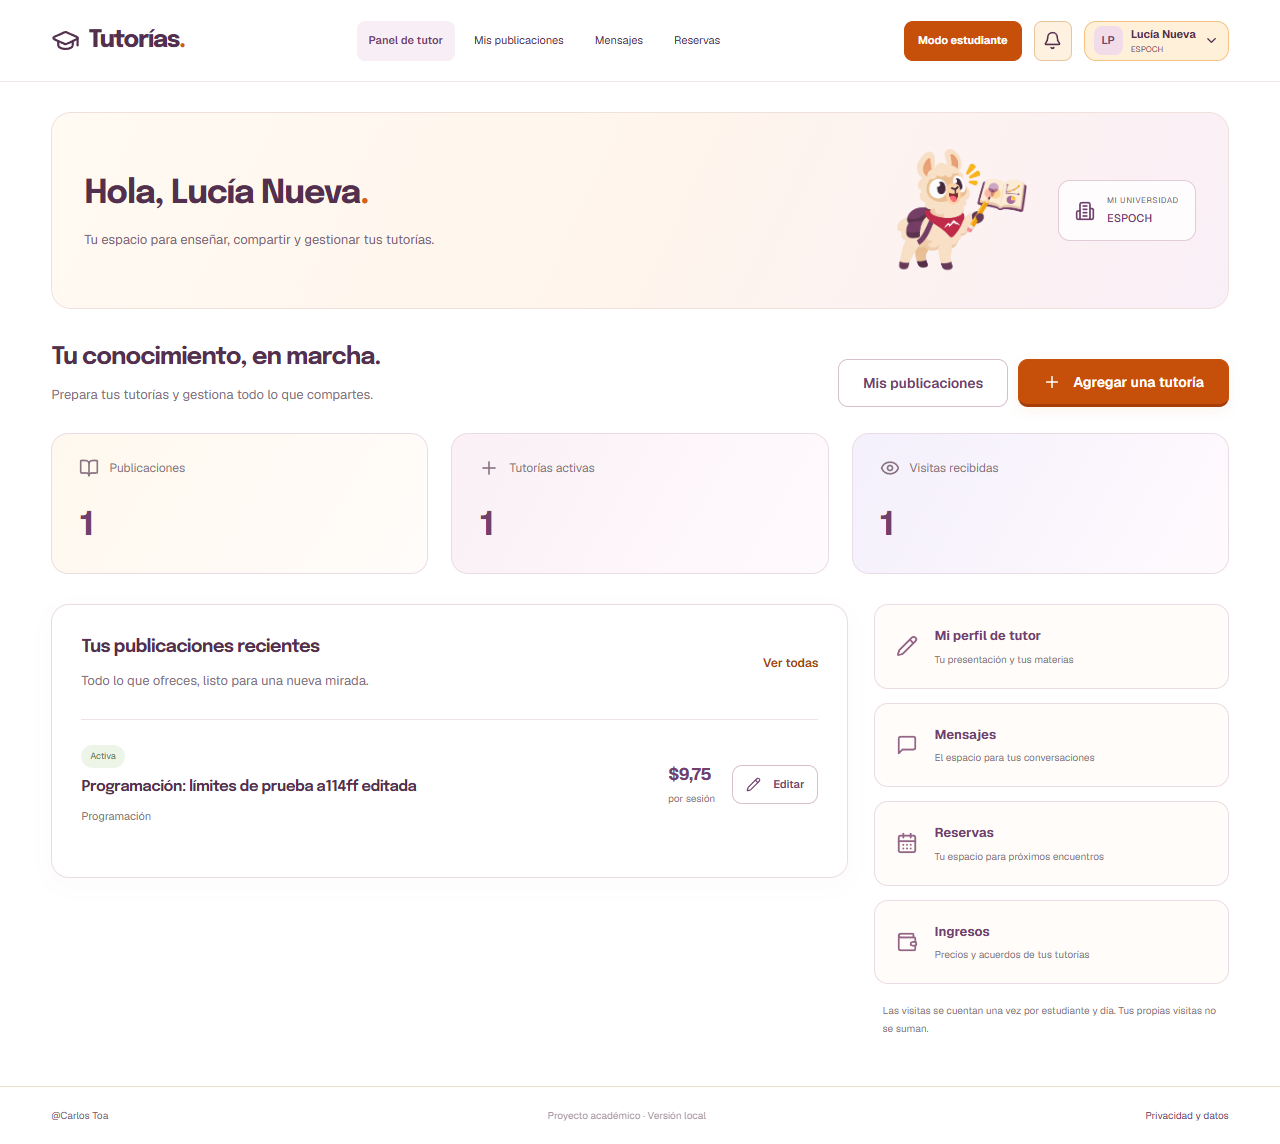 Tutorías.
Panel de tutor
Mis publicaciones
Mensajes
Reservas
Modo estudiante
LP
Lucía Nueva
ESPOCH
Hola, Lucía Nueva.
Tu espacio para enseñar, compartir y gestionar tus tutorías.
MI UNIVERSIDAD
ESPOCH
Tu conocimiento, en marcha.
Prepara tus tutorías y gestiona todo lo que compartes.
Mis publicaciones
Agregar una tutoría
Publicaciones
1
Tutorías activas
1
Visitas recibidas
1
Tus publicaciones recientes
Todo lo que ofreces, listo para una nueva mirada.
Ver todas
Activa
Programación: límites de prueba a114ff editada
Programación
$9,75
por sesión
Editar
Mi perfil de tutor
Tu presentación y tus materias
Mensajes
El espacio para tus conversaciones
Reservas
Tu espacio para próximos encuentros
Ingresos
Precios y acuerdos de tus tutorías
Las visitas se cuentan una vez por estudiante y día. Tus propias visitas no
se suman.
@Carlos Toa
Proyecto académico · Versión local
Privacidad y datos